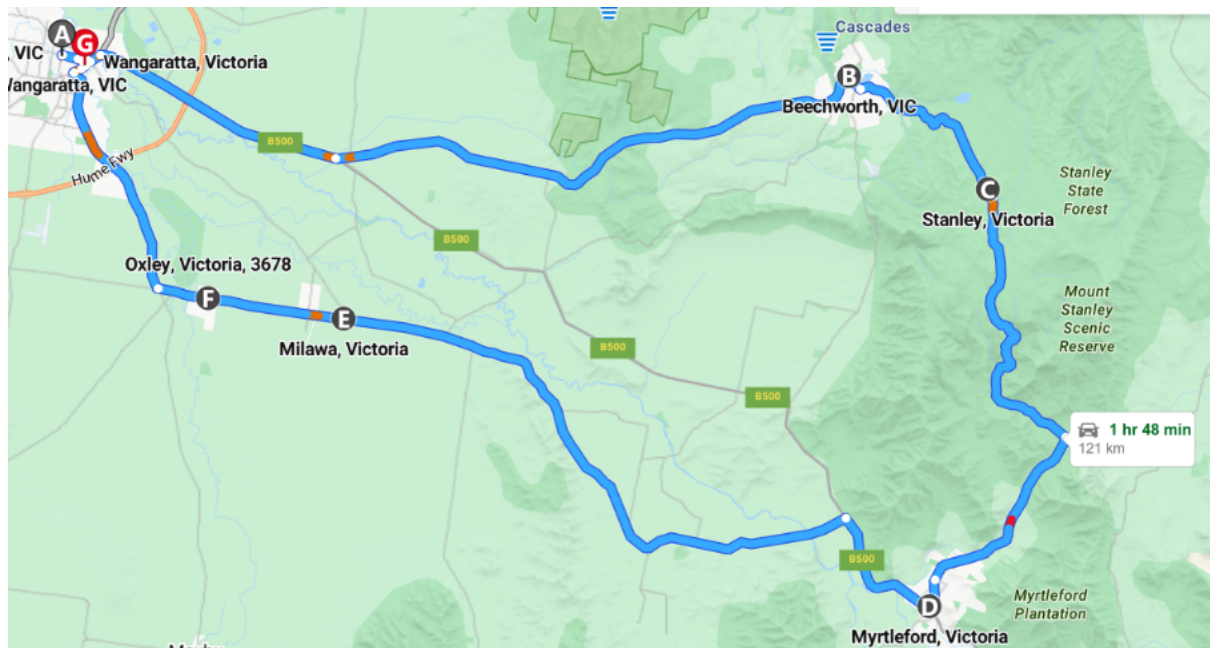 Cascades
A
G
, VIC
Wangaratta, Victoria
Wangaratta, VIC
B
Beechworth, VIC
B500
Hume Fwy
Stanley
State
Forest
C
Stanley, Victoria
B500
Oxley, Victoria, 3678
F
E
Milawa, Victoria
Mount
Stanley
Scenic
Reserve
B500
B500
1 hr 48 min
121 km
B500
D
Myrtleford, Victoria
Myrtleford
Plantation